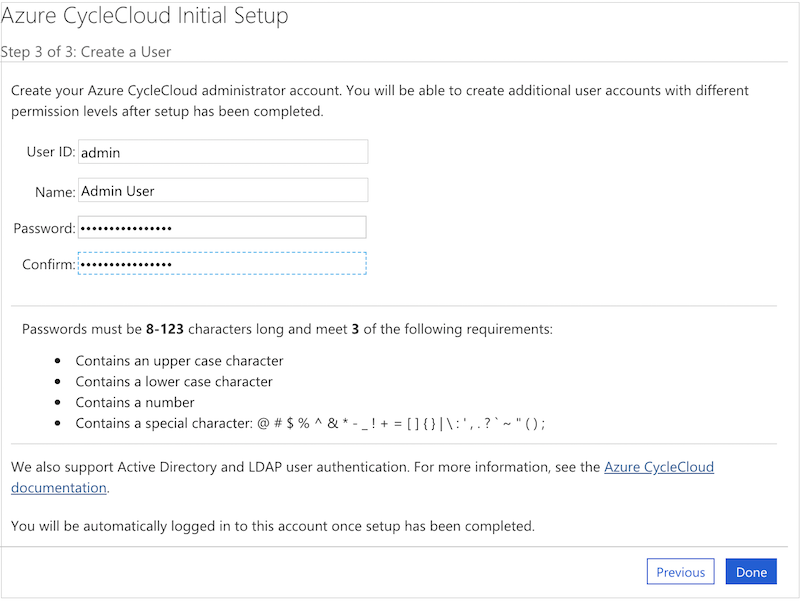 Azure CycleCloud Initial Setup
Step 3 of 3: Create a User
Create your Azure CycleCloud administrator account. You will be able to create additional user accounts with different
permission levels after setup has been completed.
User ID: admin
Name: Admin User
Password: ••••••••••••••••
Confirm: ••••••••••••••••
Passwords must be 8-123 characters long and meet 3 of the following requirements:
• Contains an upper case character
• Contains a lower case character
• Contains a number
• Contains a special character: @ # $ % ^ & * - _ ! + = [ ] { } | \ : ' , . ? ` ~ " ( ) ;
We also support Active Directory and LDAP user authentication. For more information, see the Azure CycleCloud
documentation.
You will be automatically logged in to this account once setup has been completed.
Previous Done